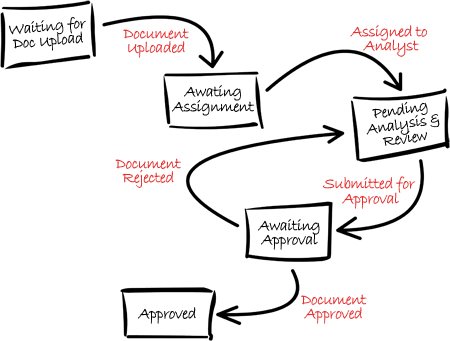 Waiting for
Doc Upload
Document
Uploaded
Assigned to
Analyst
Awating
Assignment
Pending
Analysis &
Review
Document
Rejected
Submitted for
Approval
Awaiting
Approval
Document
Approved
Approved